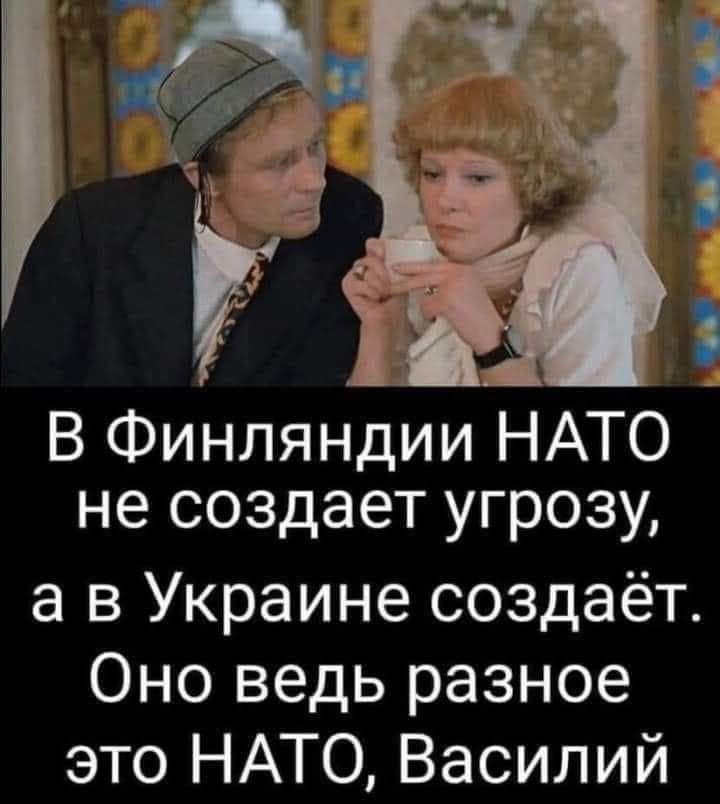 В Финляндии НАТО
не создает угрозу,
а в Украине создаёт.
Оно ведь разное
это НАТО, Василий